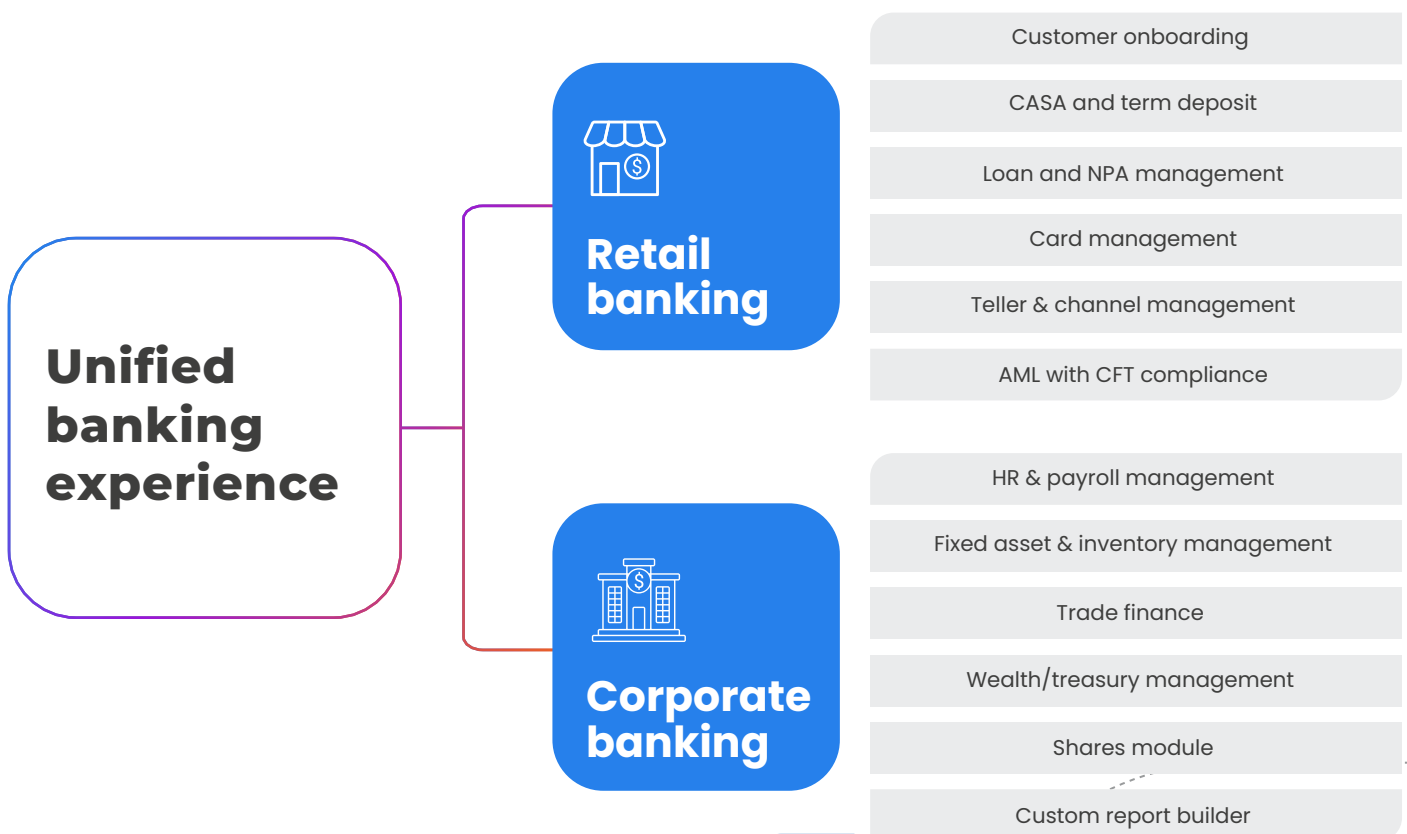 Unified
banking
experience
Retail
banking
Customer onboarding
CASA and term deposit
Loan and NPA management
Card management
Teller & channel management
AML with CFT compliance
Corporate
banking
HR & payroll management
Fixed asset & inventory management
Trade finance
Wealth/treasury management
Shares module
Custom report builder